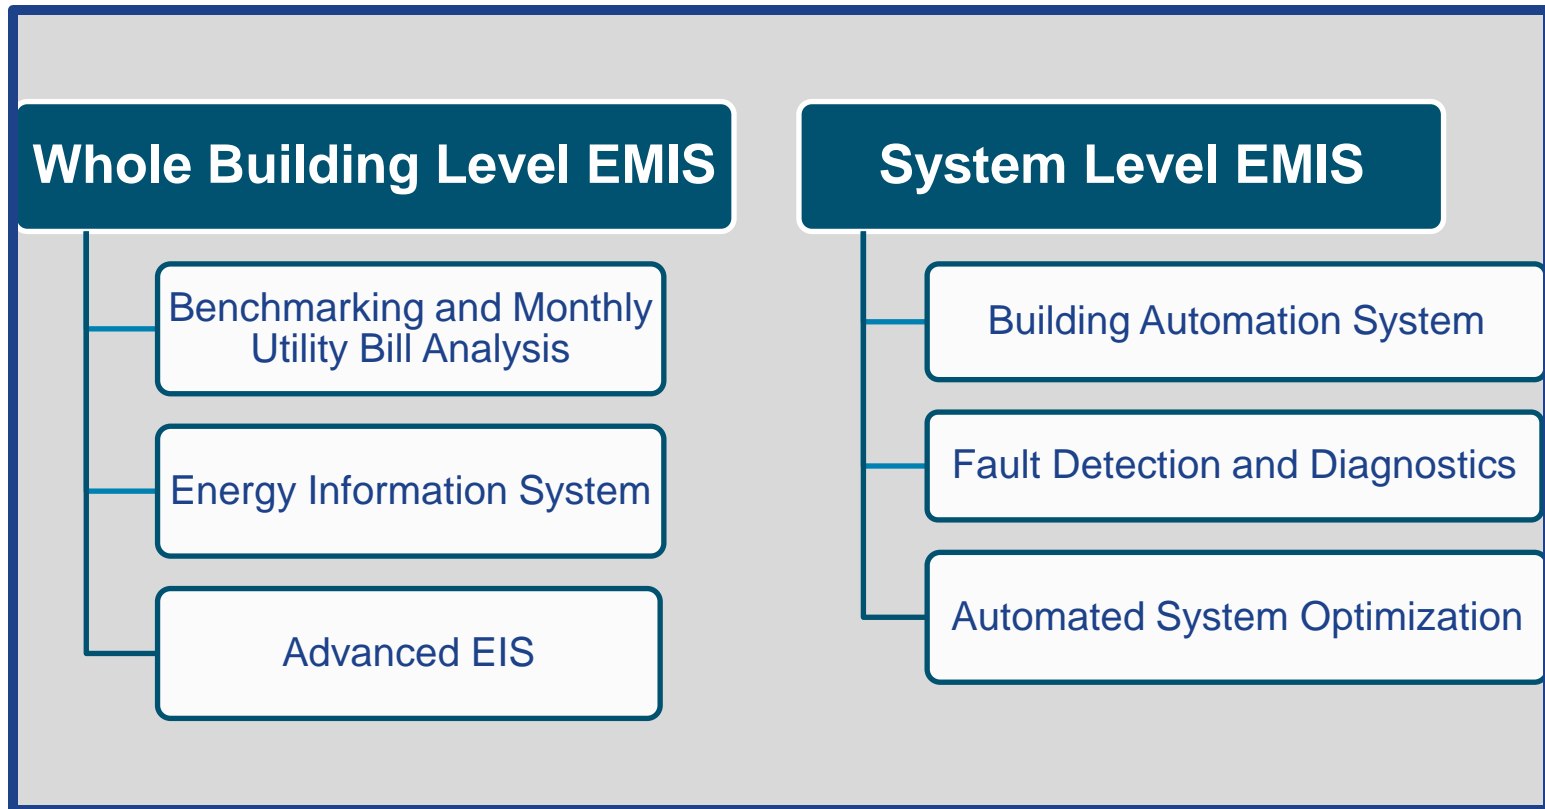 Whole Building Level EMIS
Benchmarking and Monthly
Utility Bill Analysis
Energy Information System
Advanced EIS
System Level EMIS
Building Automation System
Fault Detection and Diagnostics
Automated System Optimization